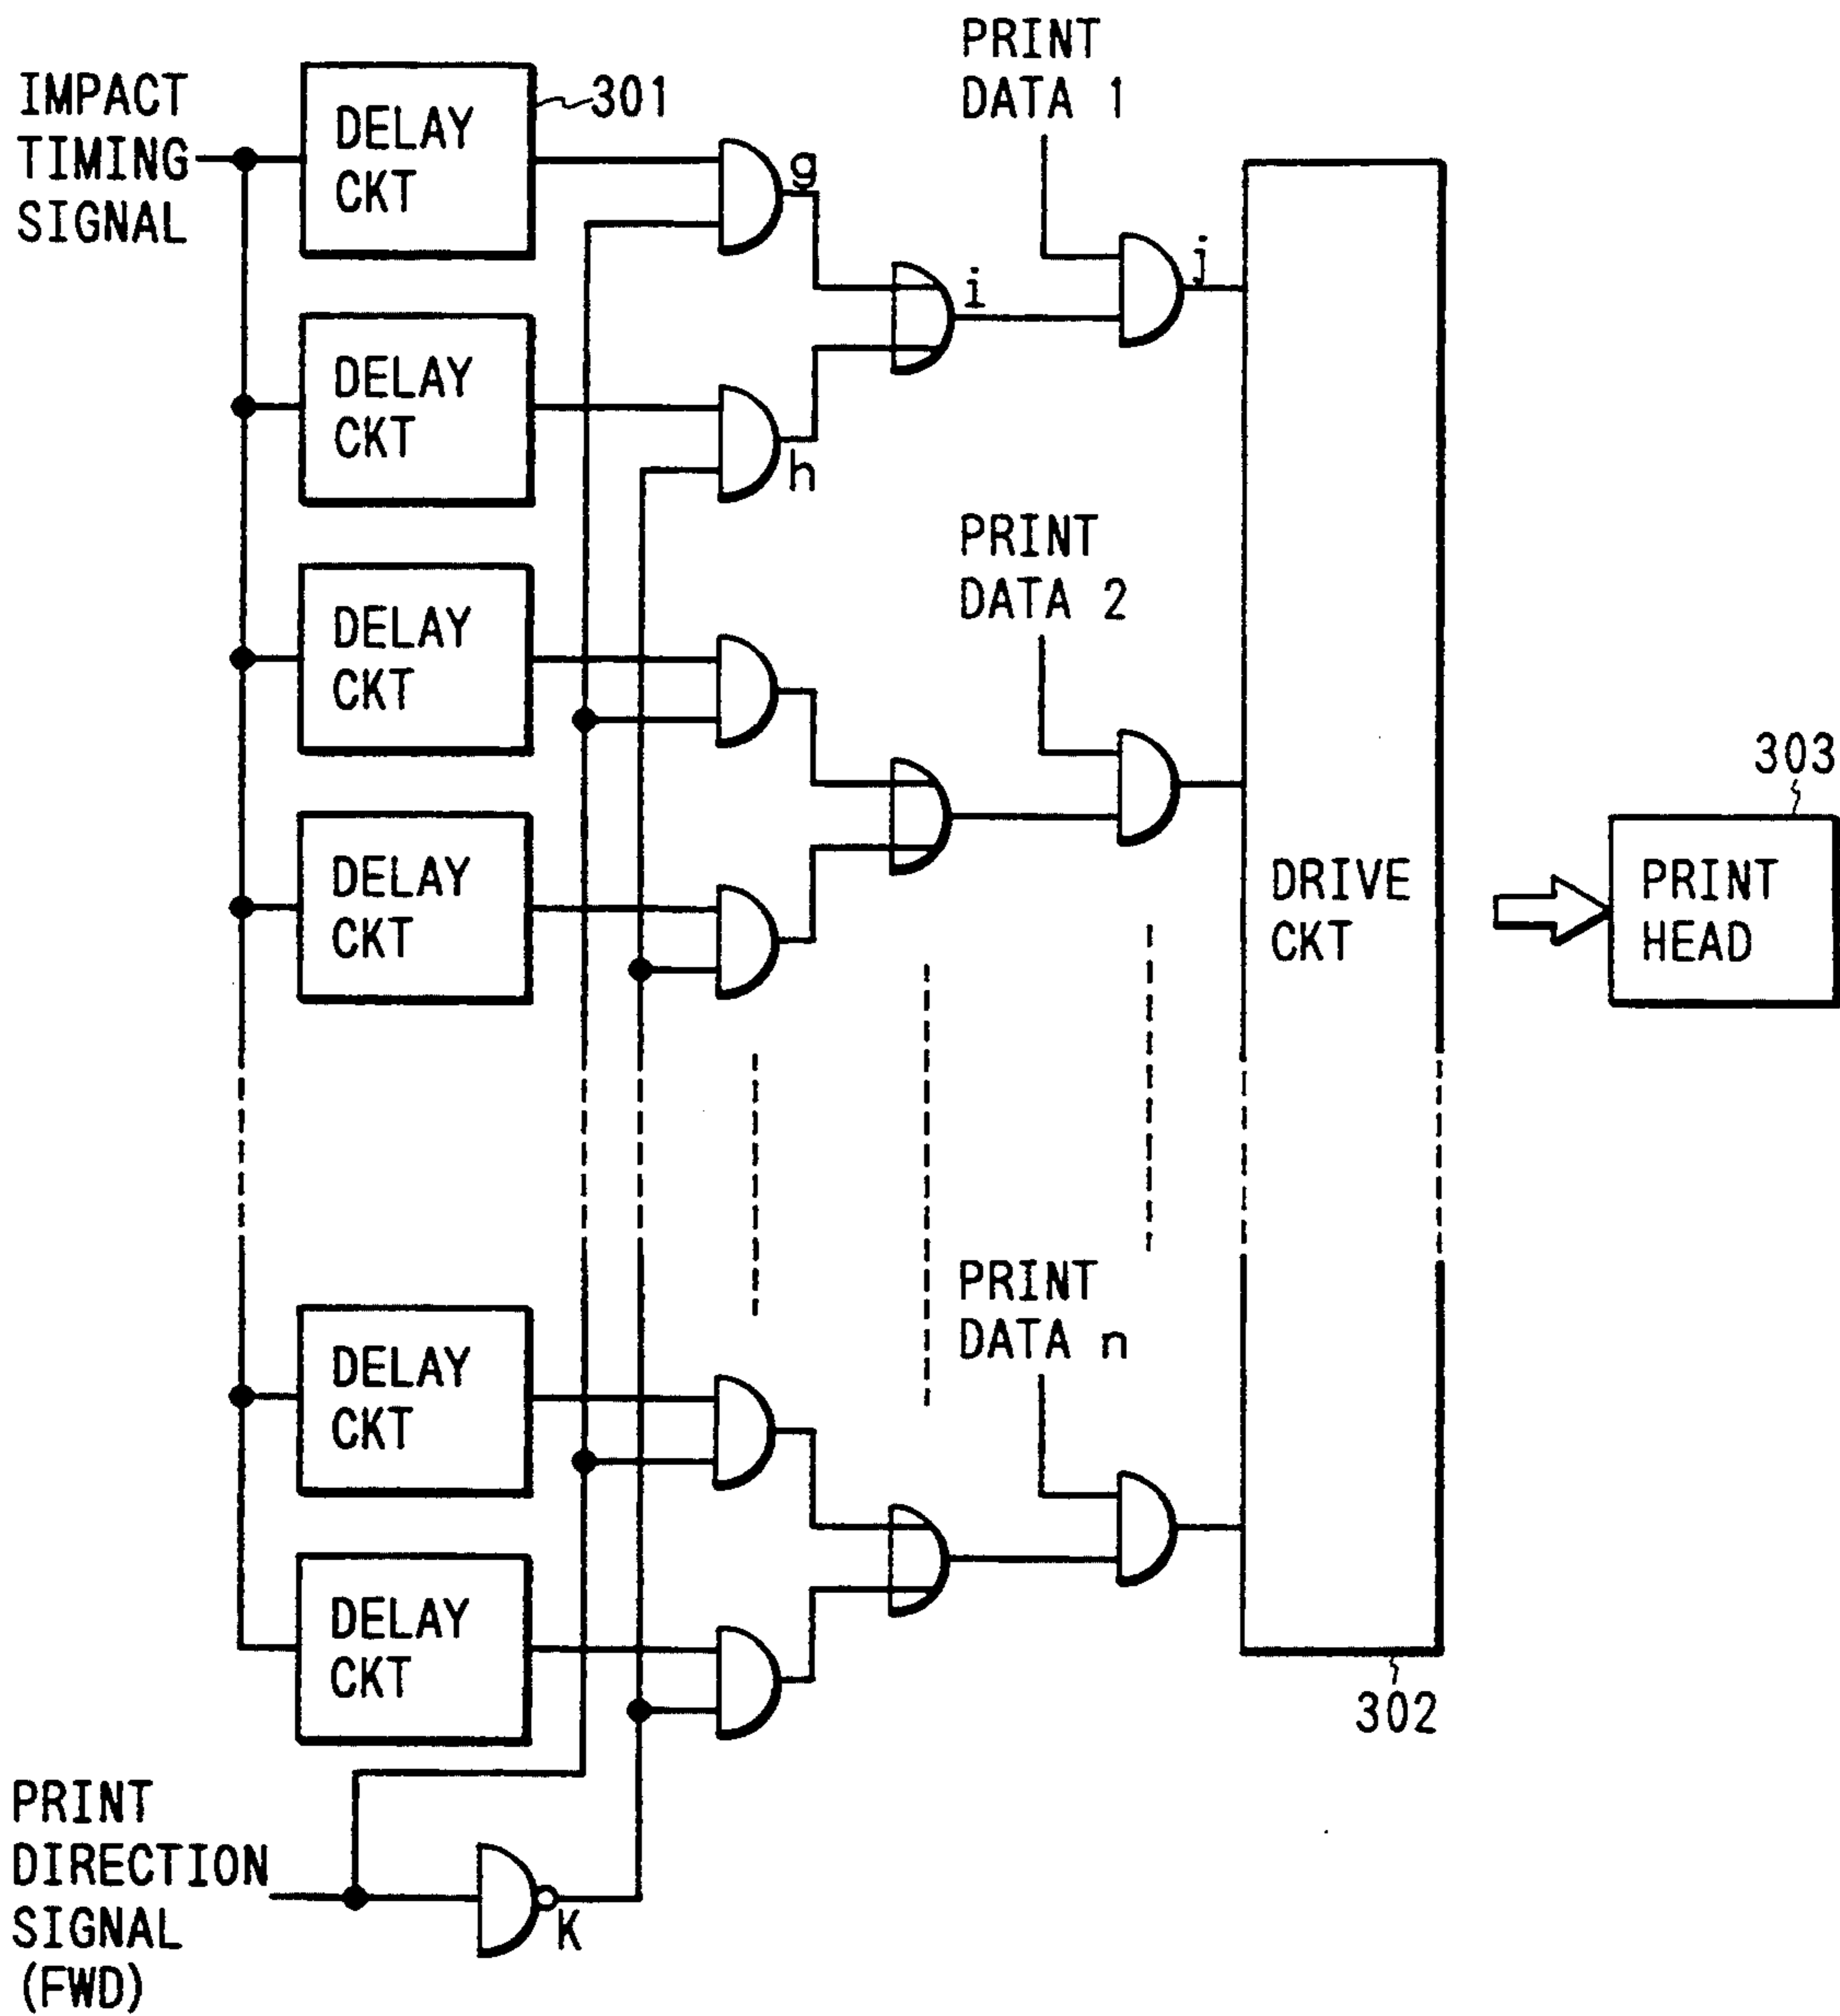 IMPACT
TIMING
SIGNAL
DELAY
CKT
301
g
PRINT
DATA 1
j
i
DELAY
CKT
h
PRINT
DATA 2
DELAY
CKT
DELAY
CKT
DRIVE
CKT
303
PRINT
HEAD
PRINT
DATA n
DELAY
CKT
DELAY
CKT
302
PRINT
DIRECTION
SIGNAL
(FWD)
K